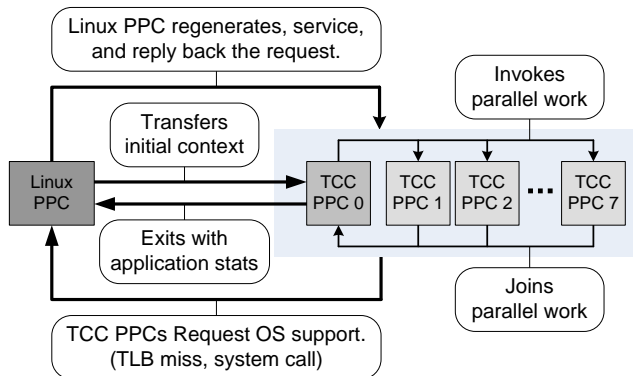 Linux PPC regenerates, service,
and reply back the request.
Invokes
parallel work
Transfers
initial context
Linux
PPC
TCC
PPC 0
TCC
PPC 1
TCC
PPC 2
...
TCC
PPC 7
Exits with
application stats
Joins
parallel work
TCC PPCs Request OS support.
(TLB miss, system call)